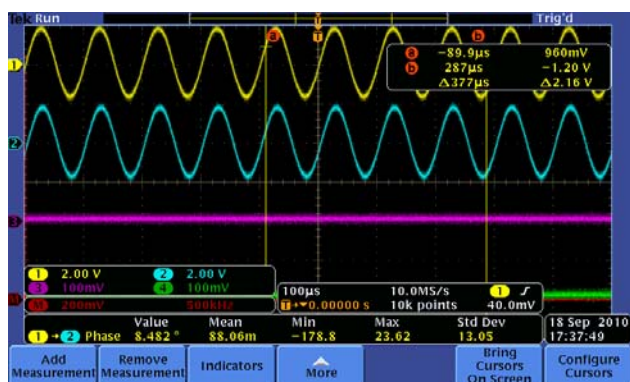 Tek Run Trig'd
a
T
b
a -89.9µs 960mV
b 287µs -1.20 V
Δ377µs Δ2.16 V
1
2
3
M
1 2.00 V 2 2.00 V
3 100mV 4 100mV
M 200mV 500kHz
100µs 10.0MS/s 1
T→▼0.00000 s 10k points 40.0mV
Value Mean Min Max Std Dev
1 → 2 Phase 8.482 ° 88.06m -178.8 23.62 13.05
18 Sep 2010
17:37:49
Add Measurement
Remove Measurement
Indicators
More
Bring Cursors On Screen
Configure Cursors